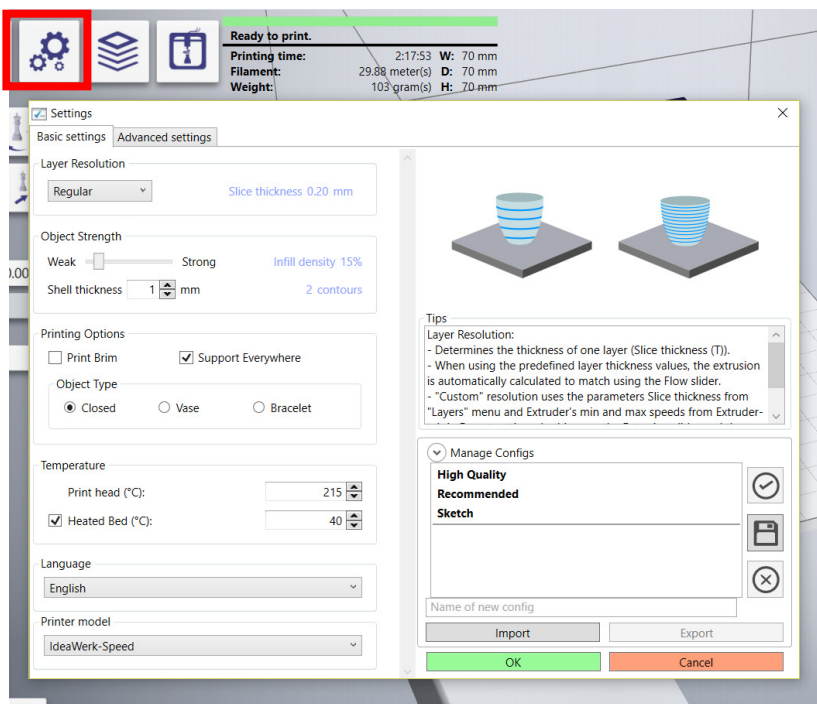 Ready to print.
Printing time: 2:17:53 W: 70 mm
Filament: 29.88 meter(s) D: 70 mm
Weight: 103 gram(s) H: 70 mm
Settings
Basic settings Advanced settings
Layer Resolution
Regular Slice thickness 0.20 mm
Object Strength
Weak Strong Infill density 15%
Shell thickness 1 mm 2 contours
Printing Options
Print Brim Support Everywhere
Object Type
Closed Vase Bracelet
Temperature
Print head (°C): 215
Heated Bed (°C): 40
Language
English
Printer model
IdeaWerk-Speed
Tips
Layer Resolution:
- Determines the thickness of one layer (Slice thickness (T)).
- When using the predefined layer thickness values, the extrusion
is automatically calculated to match using the Flow slider.
- "Custom" resolution uses the parameters Slice thickness from
"Layers" menu and Extruder's min and max speeds from Extruder-
Manage Configs
High Quality
Recommended
Sketch
Name of new config
Import Export
OK Cancel